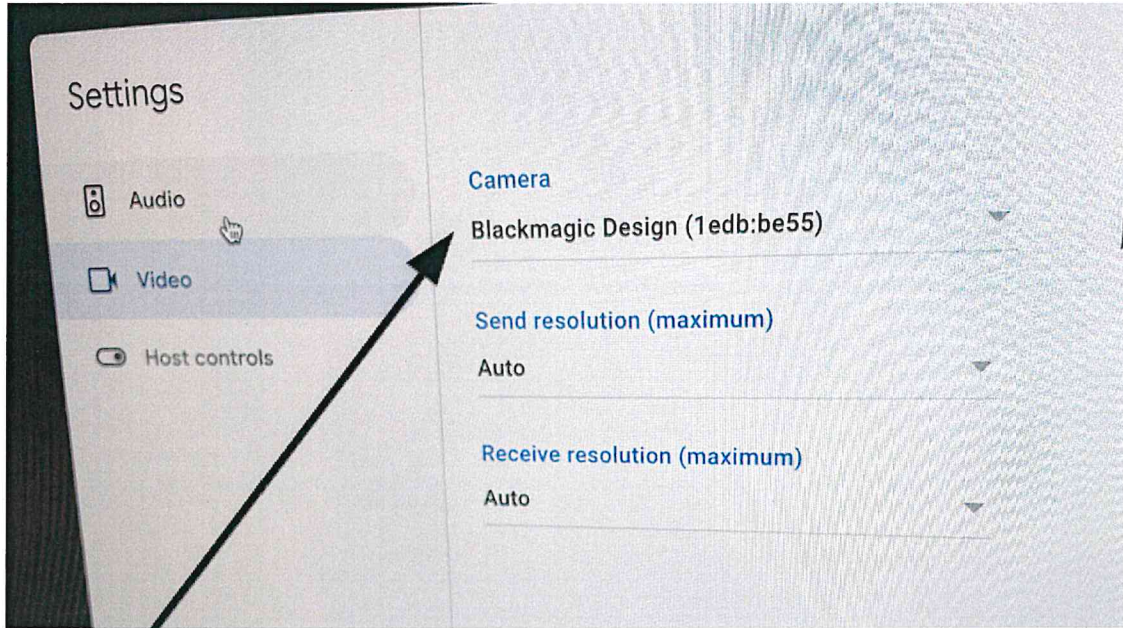 Settings
Audio
Video
Host controls
Camera
Blackmagic Design (1edb:be55)
Send resolution (maximum)
Auto
Receive resolution (maximum)
Auto